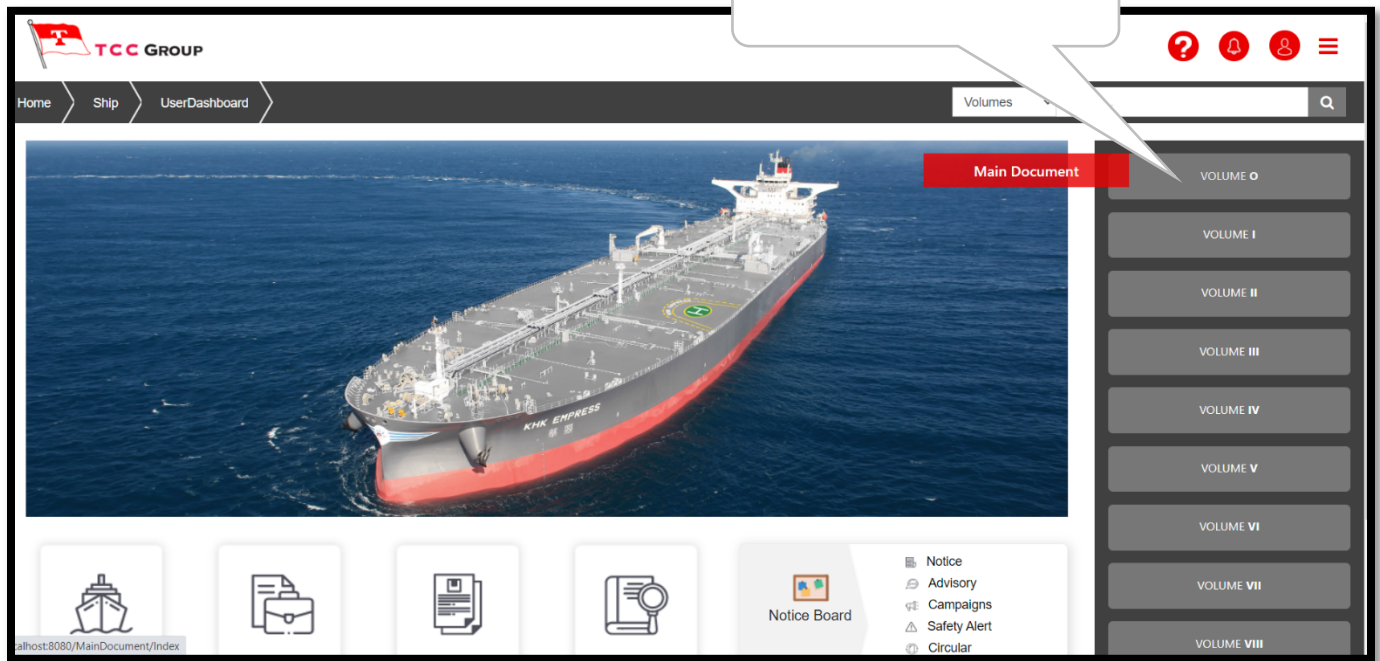 T
TCC GROUP
Home Ship UserDashboard
Volumes
Main Document
VOLUME O
VOLUME I
VOLUME II
VOLUME III
VOLUME IV
VOLUME V
VOLUME VI
VOLUME VII
VOLUME VIII
KHK EMPRESS
Notice Board
Notice
Advisory
Campaigns
Safety Alert
Circular
alhost:8080/MainDocument/Index